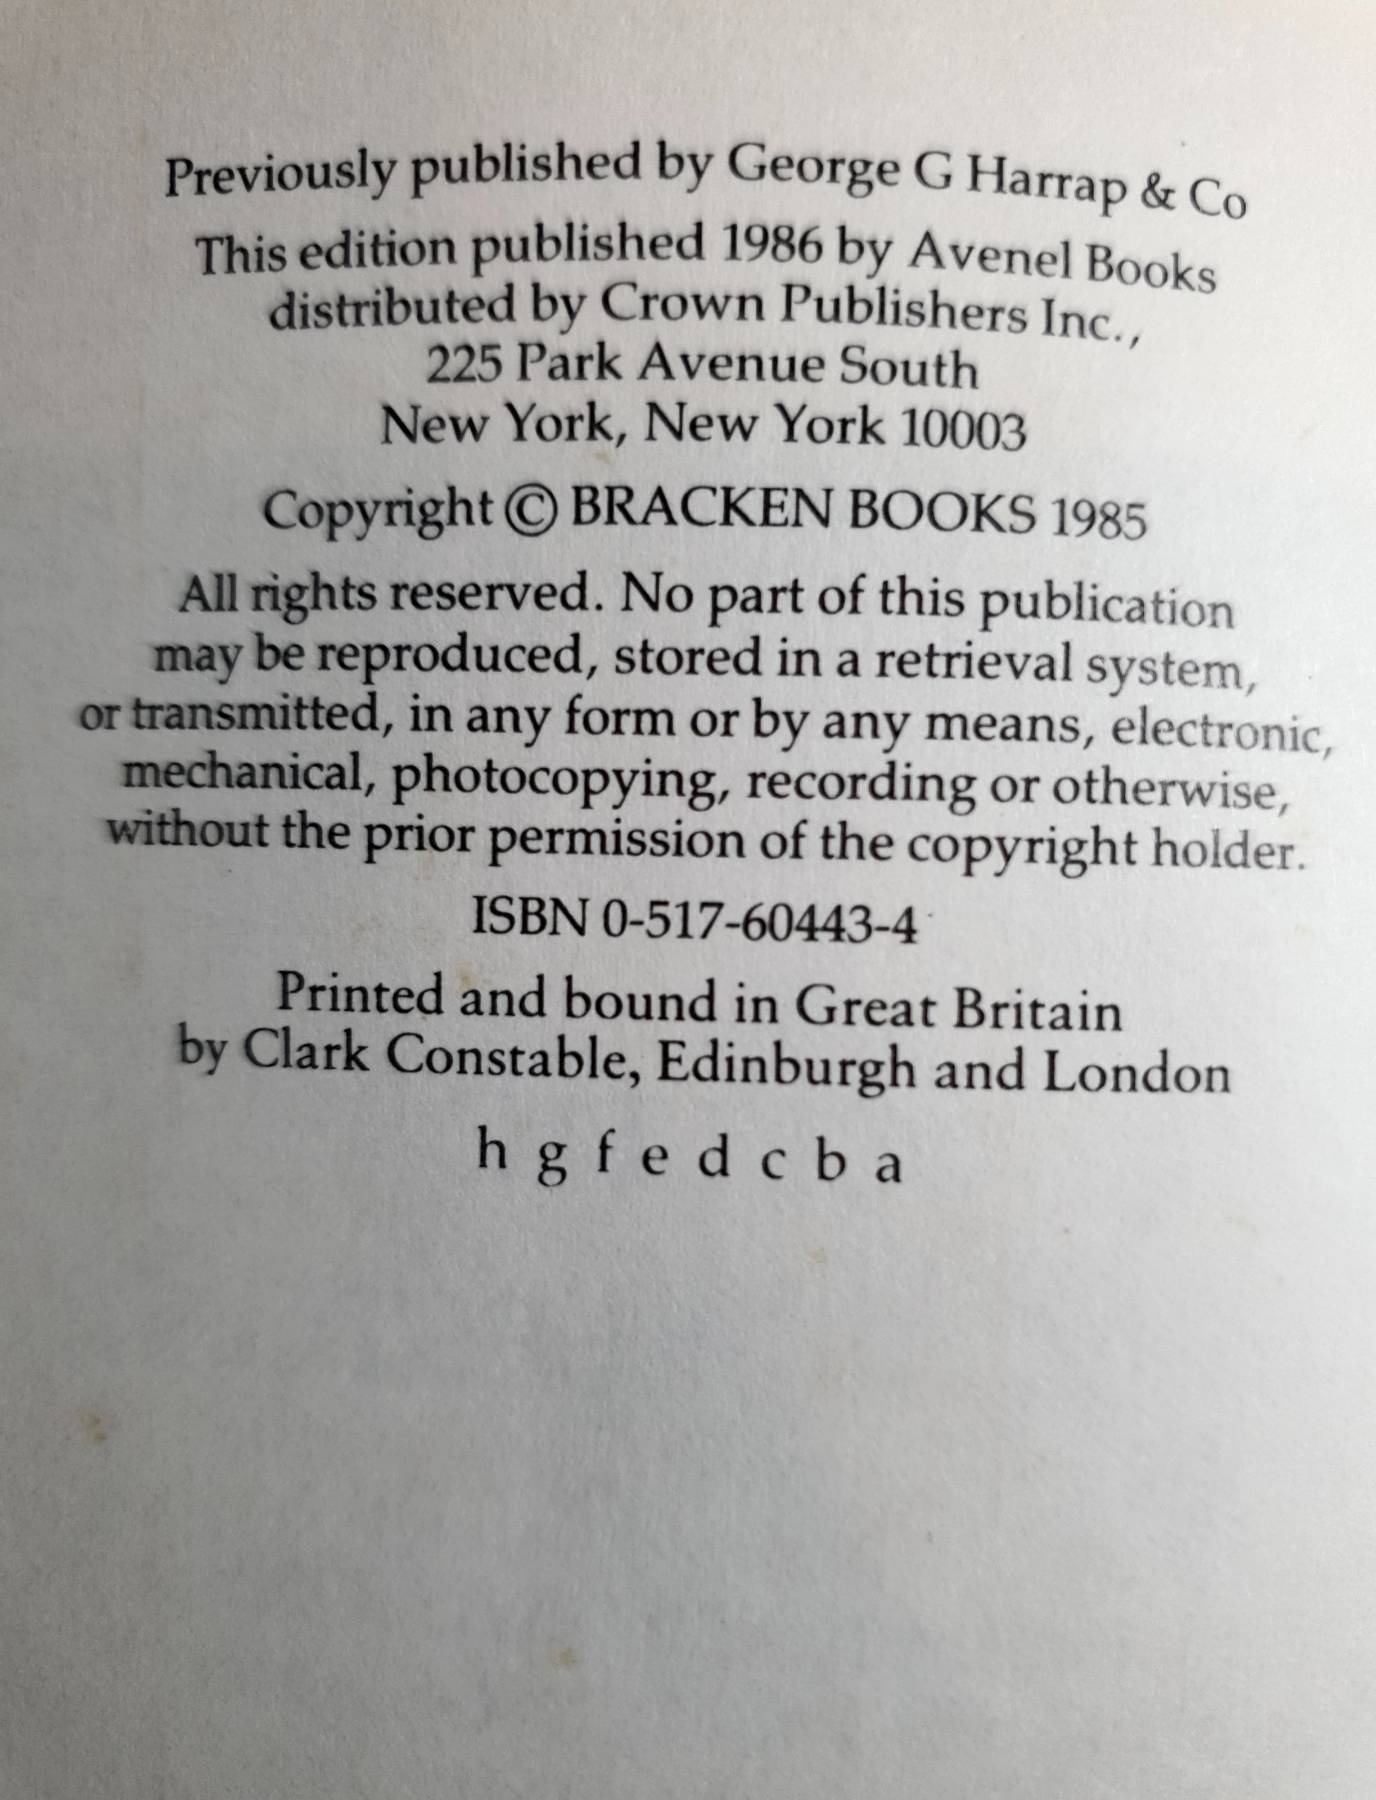 Previously published by George G Harrap & Co
This edition published 1986 by Avenel Books
distributed by Crown Publishers Inc.,
225 Park Avenue South
New York, New York 10003
Copyright © BRACKEN BOOKS 1985
All rights reserved. No part of this publication
may be reproduced, stored in a retrieval system,
or transmitted, in any form or by any means, electronic,
mechanical, photocopying, recording or otherwise,
without the prior permission of the copyright holder.
ISBN 0-517-60443-4
Printed and bound in Great Britain
by Clark Constable, Edinburgh and London
h g f e d c b a